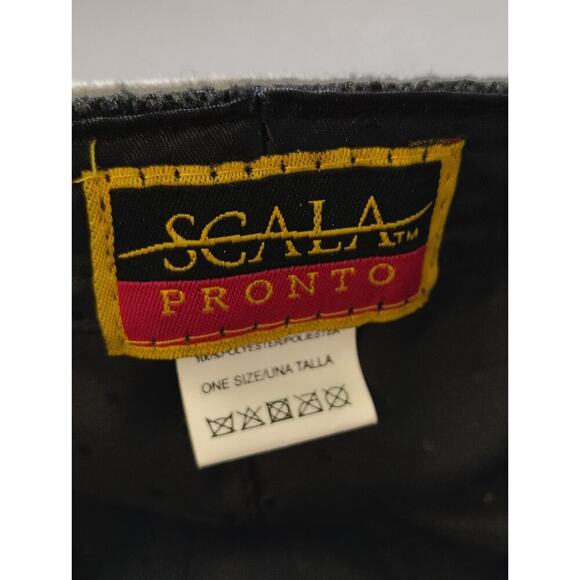 SCALA™
PRONTO
100%POLYESTER/POLIESTER
ONE SIZE/UNA TALLA